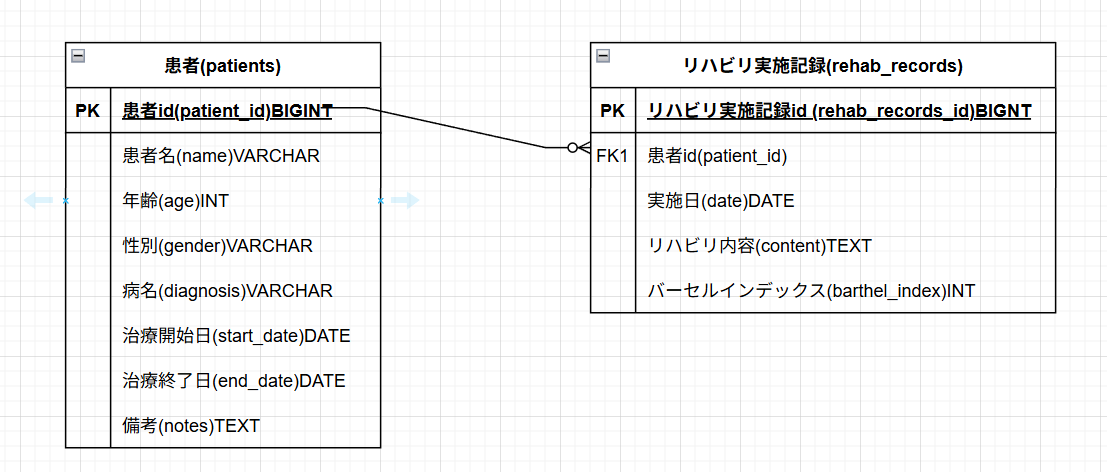 患者(patients)
PK 患者id(patient_id)BIGINT
患者名(name)VARCHAR
年齢(age)INT
性別(gender)VARCHAR
病名(diagnosis)VARCHAR
治療開始日(start_date)DATE
治療終了日(end_date)DATE
備考(notes)TEXT
リハビリ実施記録(rehab_records)
PK リハビリ実施記録id (rehab_records_id)BIGNT
FK1 患者id(patient_id)
実施日(date)DATE
リハビリ内容(content)TEXT
バーセルインデックス(barthel_index)INT